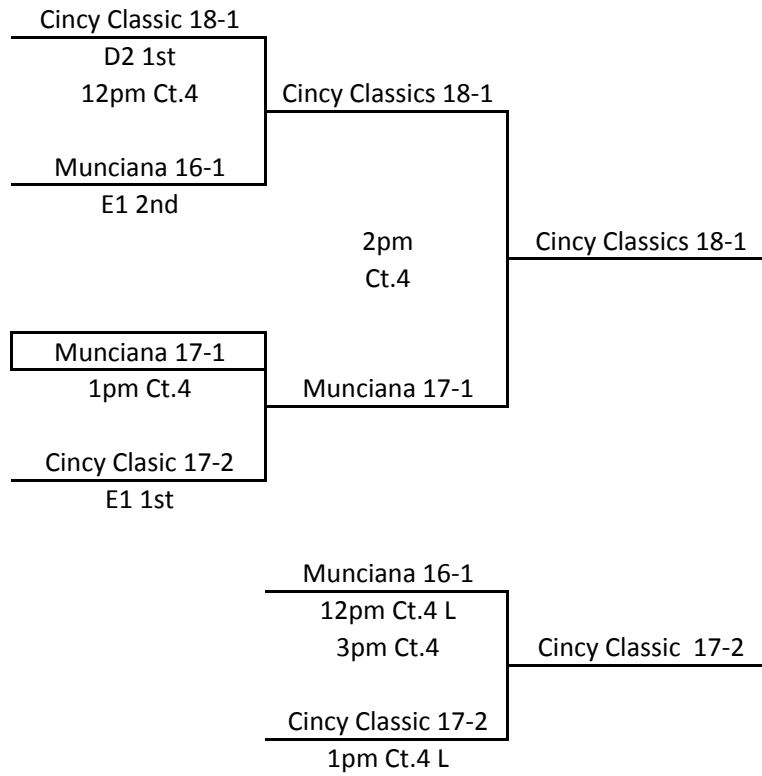 Cincy Classic 18-1
D2 1st
12pm Ct.4
Cincy Classics 18-1
Munciana 16-1
E1 2nd
2pm
Ct.4
Cincy Classics 18-1
Munciana 17-1
1pm Ct.4
Munciana 17-1
Cincy Clasic 17-2
E1 1st
Munciana 16-1
12pm Ct.4 L
3pm Ct.4
Cincy Classic  17-2
Cincy Classic 17-2
1pm Ct.4 L